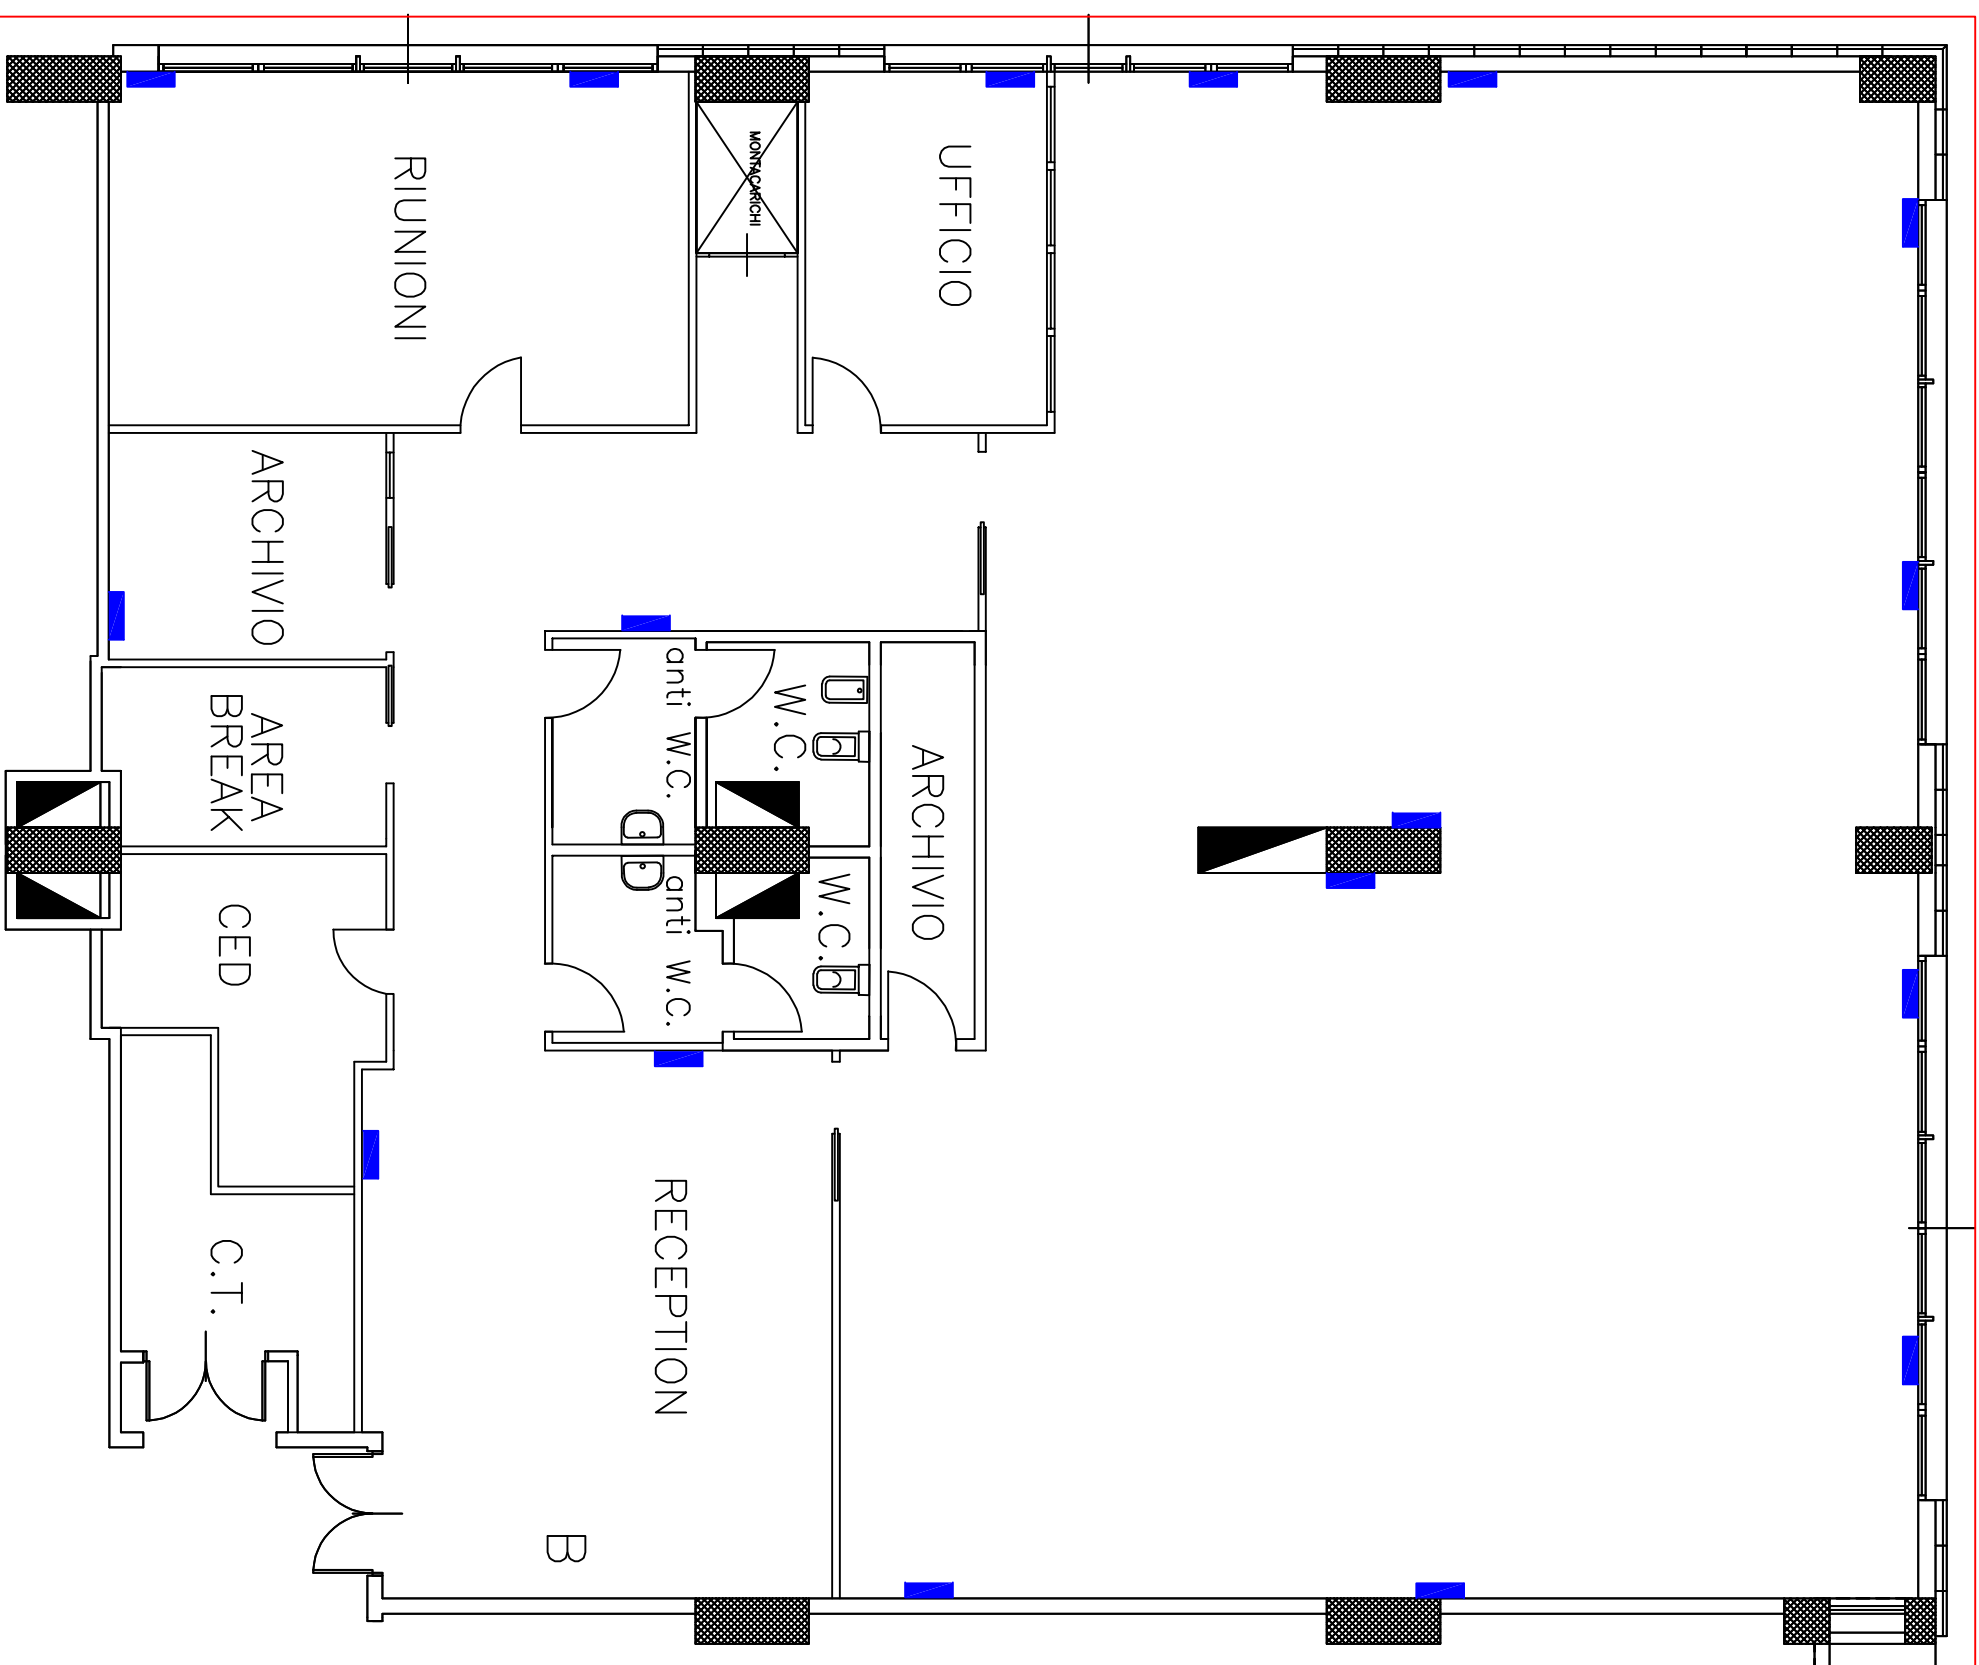 RIUNIONI
MONTACARICHI
UFFICIO
ARCHIVIO
AREA
BREAK
CED
C.T.
anti W.C.
W.C.
anti W.C.
W.C.
ARCHIVIO
RECEPTION
B